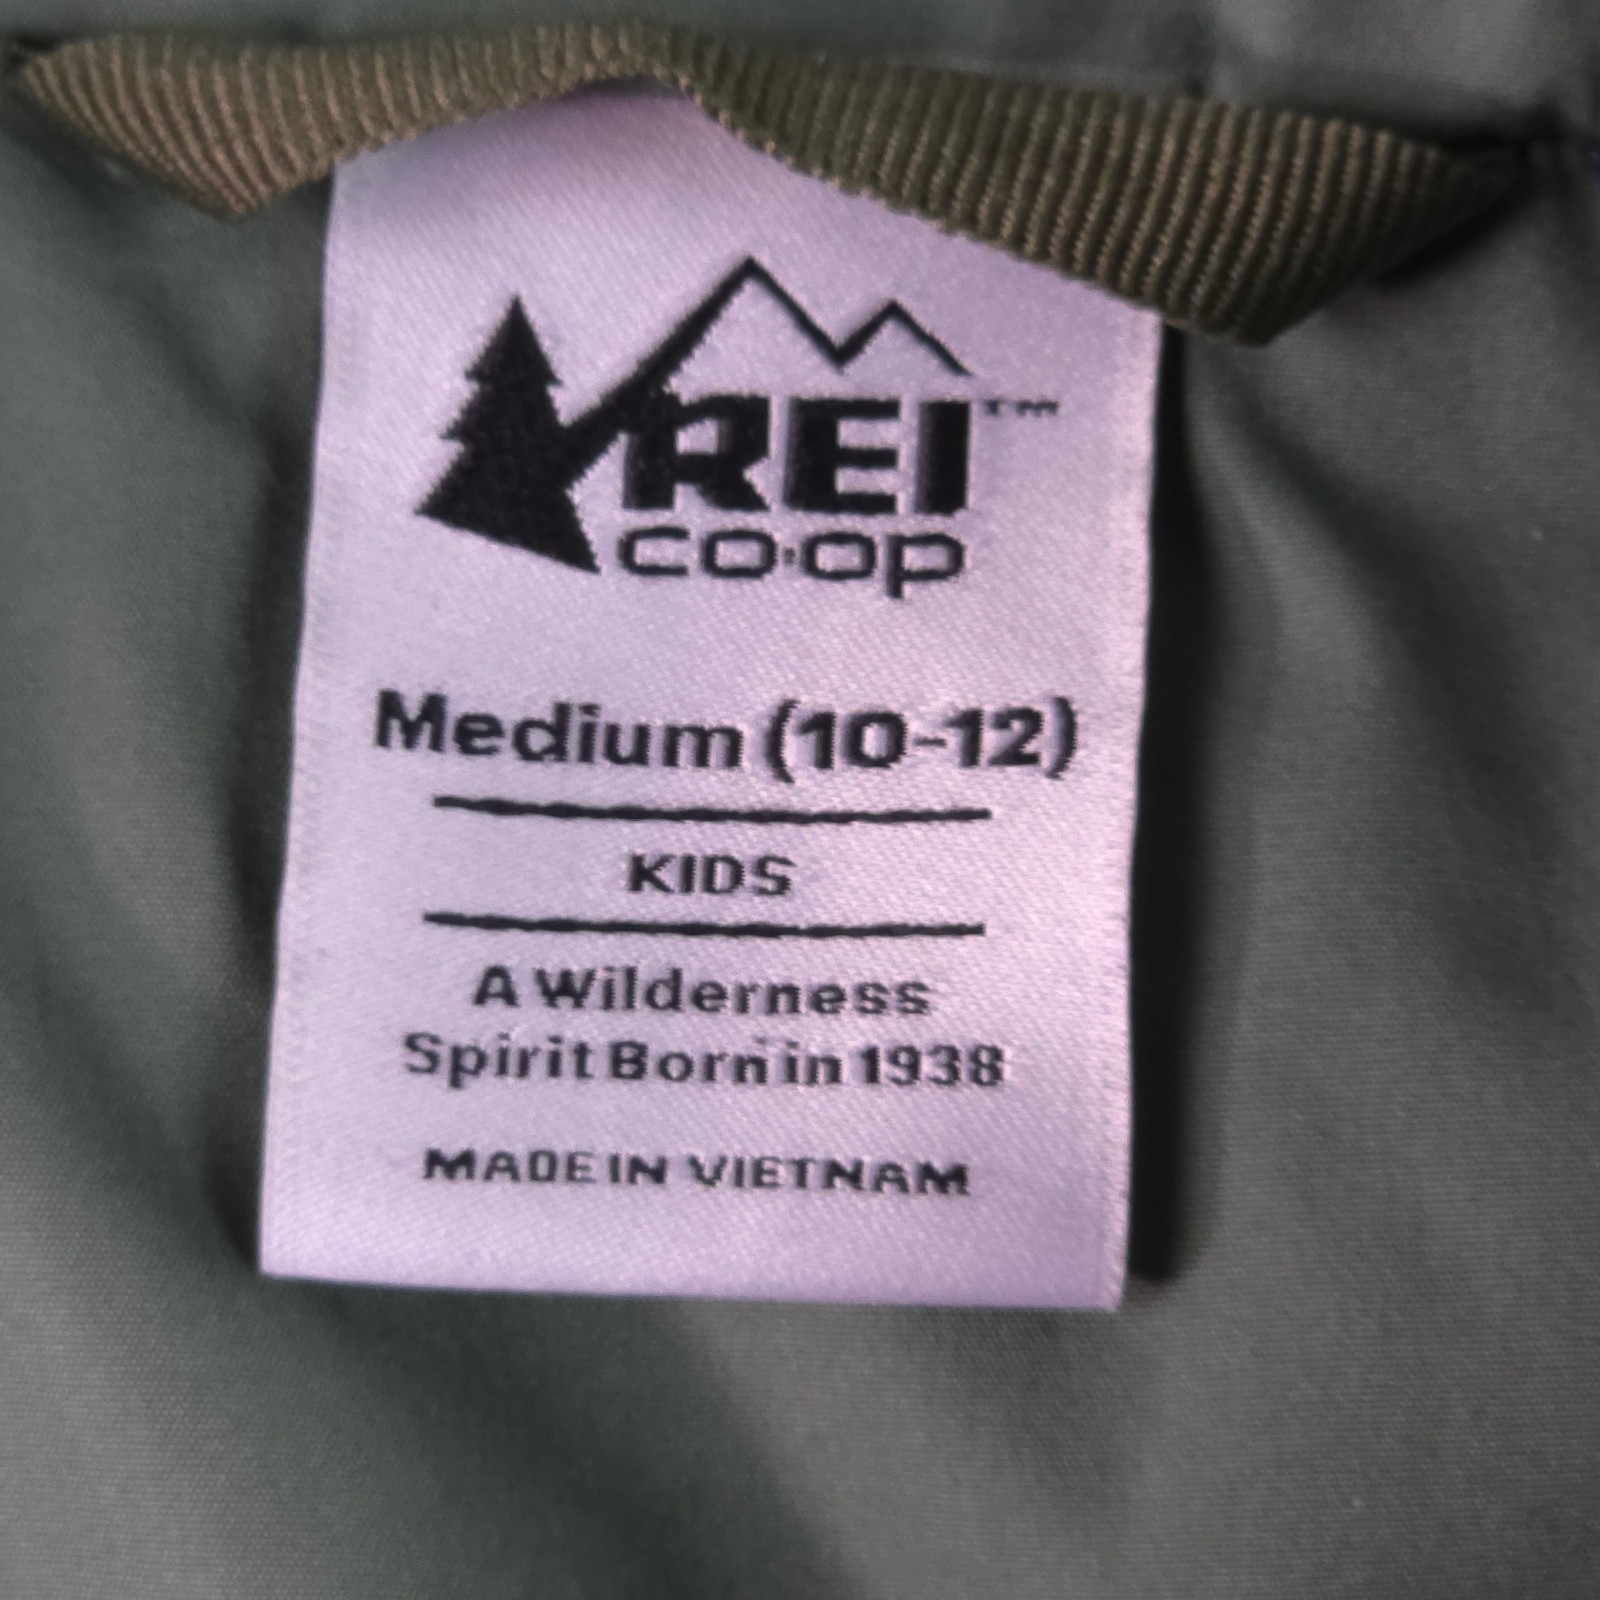 REI™
CO·OP
Medium (10-12)
KIDS
A Wilderness
Spirit Born in 1938
MADE IN VIETNAM